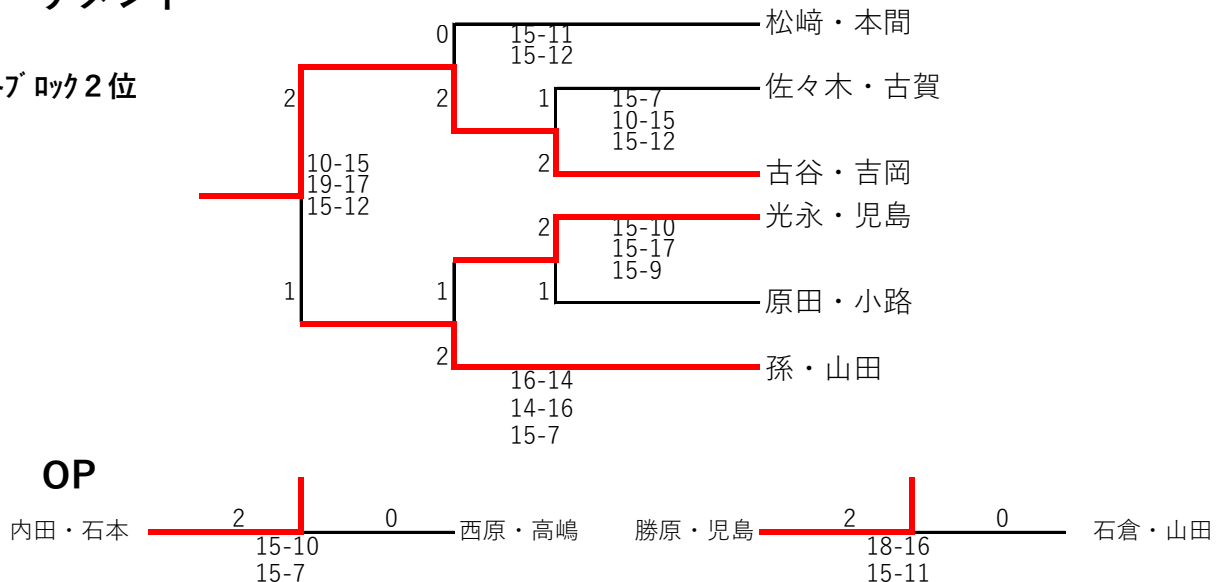 0
15-11
15-12
松﨑・本間
ブロック２位
2
2
1
15-7
10-15
15-12
佐々木・古賀
10-15
19-17
15-12
2
古谷・吉岡
2
15-10
15-17
15-9
光永・児島
1
1
1
原田・小路
2
16-14
14-16
15-7
孫・山田
OP
内田・石本
2
0
15-10
15-7
西原・高嶋
勝原・児島
2
0
18-16
15-11
石倉・山田